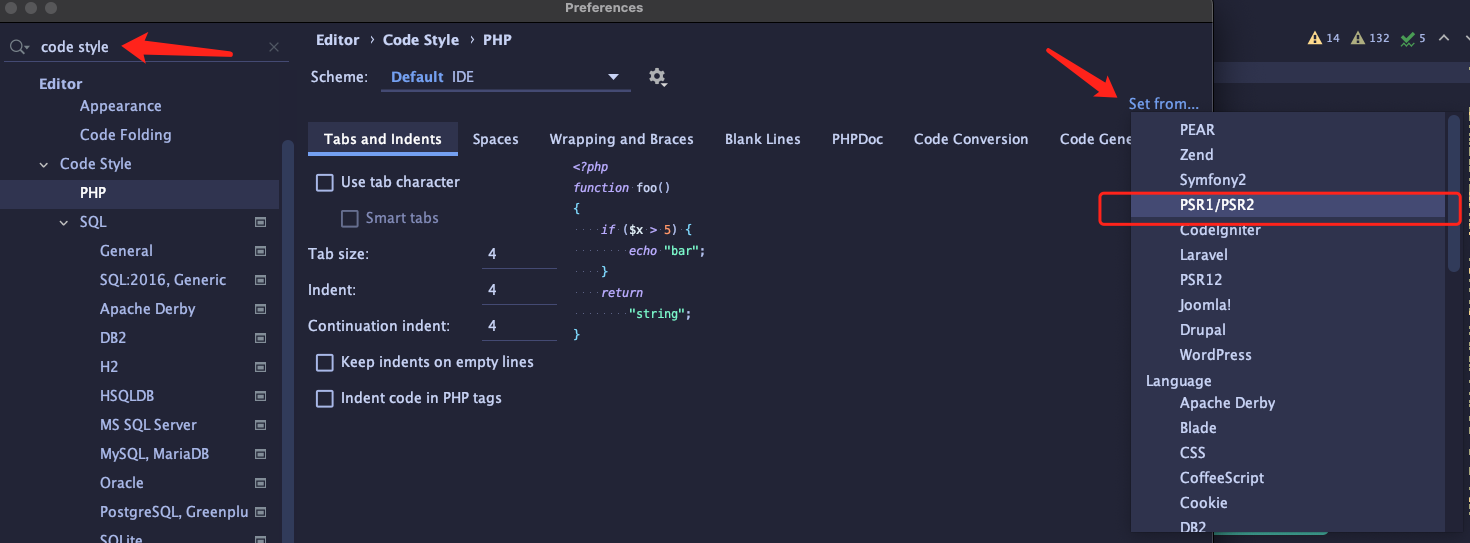 Preferences
code style
Editor
Appearance
Code Folding
Code Style
PHP
SQL
General
SQL:2016, Generic
Apache Derby
DB2
H2
HSQLDB
MS SQL Server
MySQL, MariaDB
Oracle
PostgreSQL, Greenplu
SQLite
Editor › Code Style › PHP
Scheme: Default IDE
Set from...
Tabs and Indents Spaces Wrapping and Braces Blank Lines PHPDoc Code Conversion Code Gene
Use tab character
Smart tabs
Tab size: 4
Indent: 4
Continuation indent: 4
Keep indents on empty lines
Indent code in PHP tags
<?php
function foo()
{
    if ($x > 5) {
        echo "bar";
    }
    return
        "string";
}
14 132 5
PEAR
Zend
Symfony2
PSR1/PSR2
CodeIgniter
Laravel
PSR12
Joomla!
Drupal
WordPress
Language
Apache Derby
Blade
CSS
CoffeeScript
Cookie
DB2